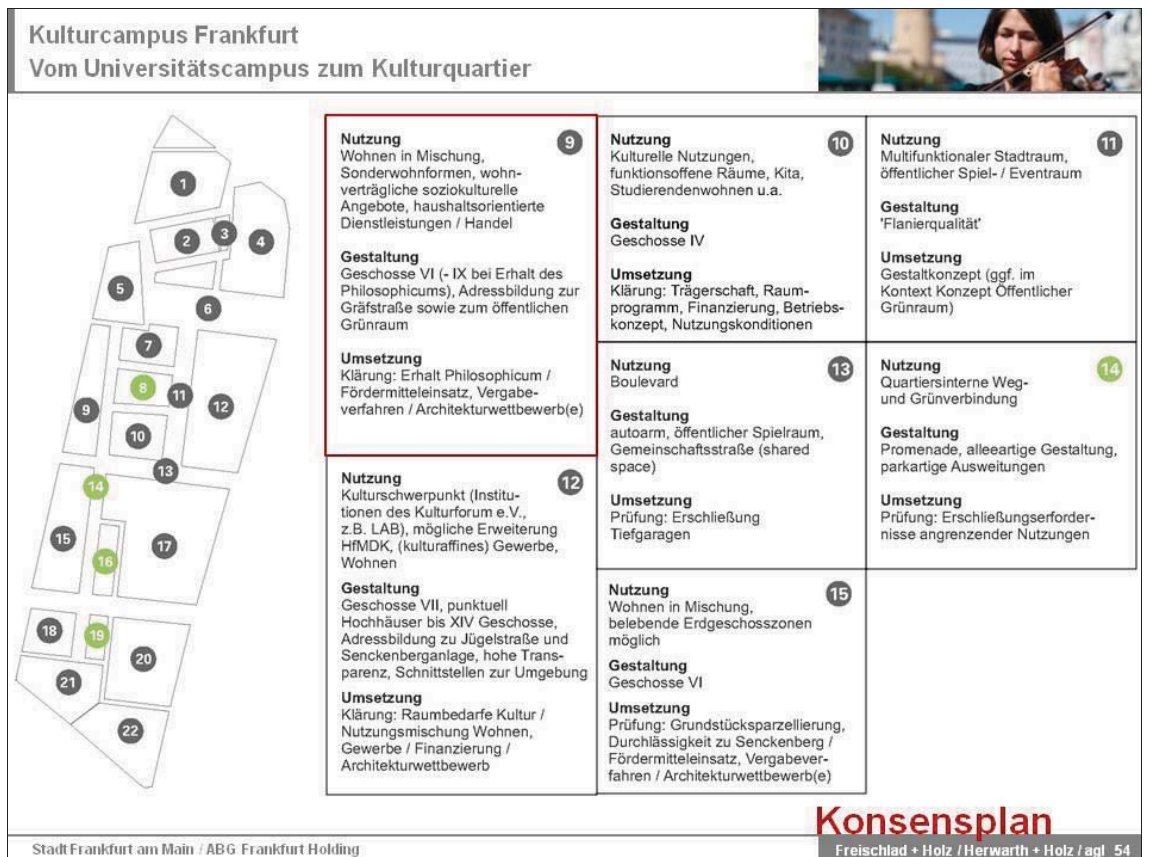 Kulturcampus Frankfurt
Vom Universitätscampus zum Kulturquartier
1
2
3
4
5
6
7
8
9
10
11
12
13
14
15
16
17
18
19
20
21
22
9
Nutzung
Wohnen in Mischung,
Sonderwohnformen, wohn-
verträgliche soziokulturelle
Angebote, haushaltsorientierte
Dienstleistungen / Handel
Gestaltung
Geschosse VI (- IX bei Erhalt des
Philosophicums), Adressbildung zur
Gräfstraße sowie zum öffentlichen
Grünraum
Umsetzung
Klärung: Erhalt Philosophicum /
Fördermitteleinsatz, Vergabe-
verfahren / Architekturwettbewerb(e)
10
Nutzung
Kulturelle Nutzungen,
funktionsoffene Räume, Kita,
Studierendenwohnen u.a.
Gestaltung
Geschosse IV
Umsetzung
Klärung: Trägerschaft, Raum-
programm, Finanzierung, Betriebs-
konzept, Nutzungskonditionen
11
Nutzung
Multifunktionaler Stadtraum,
öffentlicher Spiel- / Eventraum
Gestaltung
'Flanierqualität'
Umsetzung
Gestaltkonzept (ggf. im
Kontext Konzept Öffentlicher
Grünraum)
12
Nutzung
Kulturschwerpunkt (Institu-
tionen des Kulturforum e.V.,
z.B. LAB), mögliche Erweiterung
HfMDK, (kulturaffines) Gewerbe,
Wohnen
Gestaltung
Geschosse VII, punktuell
Hochhäuser bis XIV Geschosse,
Adressbildung zu Jügelstraße und
Senckenberganlage, hohe Trans-
parenz, Schnittstellen zur Umgebung
Umsetzung
Klärung: Raumbedarfe Kultur /
Nutzungsmischung Wohnen,
Gewerbe / Finanzierung /
Architekturwettbewerb
13
Nutzung
Boulevard
Gestaltung
autoarm, öffentlicher Spielraum,
Gemeinschaftsstraße (shared
space)
Umsetzung
Prüfung: Erschließung
Tiefgaragen
14
Nutzung
Quartiersinterne Weg-
und Grünverbindung
Gestaltung
Promenade, alleeartige Gestaltung,
parkartige Ausweitungen
Umsetzung
Prüfung: Erschließungserforder-
nisse angrenzender Nutzungen
15
Nutzung
Wohnen in Mischung,
belebende Erdgeschosszonen
möglich
Gestaltung
Geschosse VI
Umsetzung
Prüfung: Grundstücksparzellierung,
Durchlässigkeit zu Senckenberg /
Fördermitteleinsatz, Vergabever-
fahren / Architekturwettbewerb(e)
Konsensplan
Stadt Frankfurt am Main / ABG Frankfurt Holding
Freischlad + Holz / Herwarth + Holz / agl 54